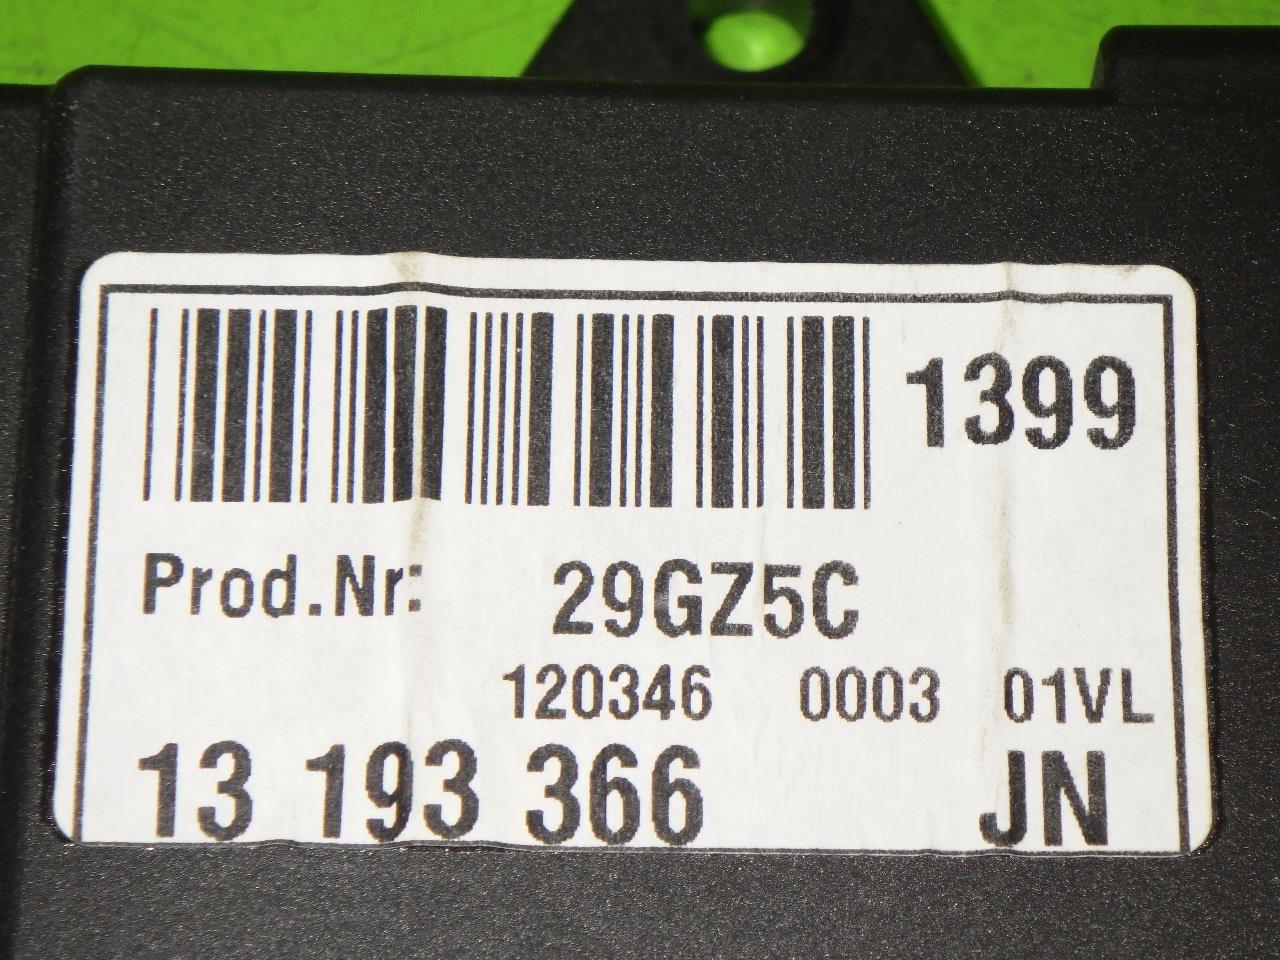 1399
Prod.Nr: 29GZ5C
120346 0003 01VL
13 193 366 JN